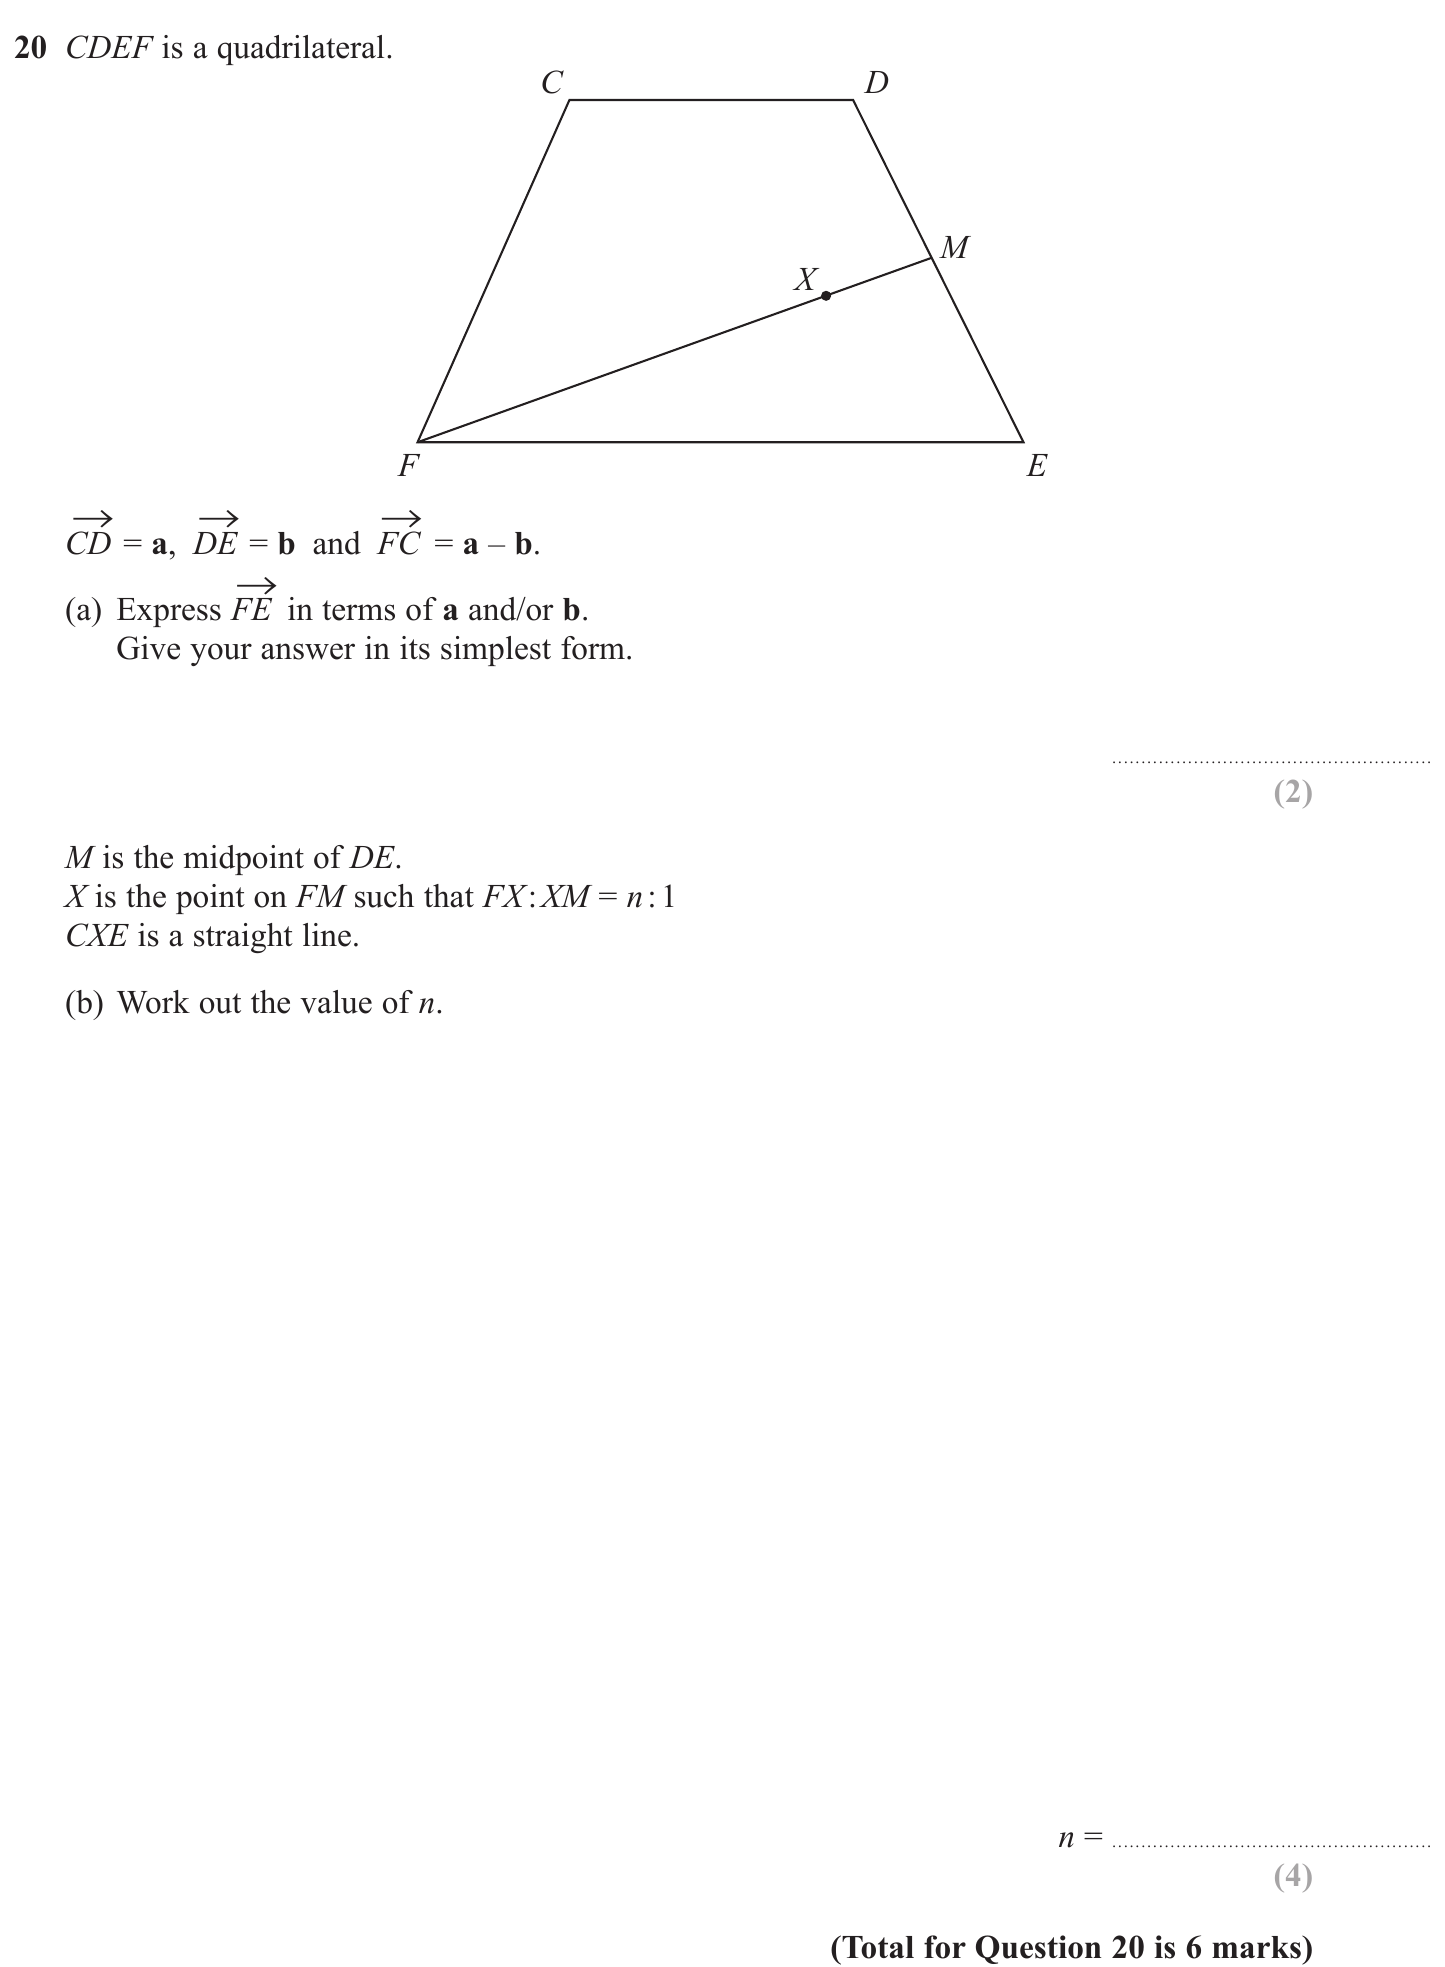 20 CDEF is a quadrilateral.
C
D
M
X
F
E
CD = a, DE = b and FC = a – b.
(a) Express FE in terms of a and/or b.
Give your answer in its simplest form.
(2)
M is the midpoint of DE.
X is the point on FM such that FX : XM = n : 1
CXE is a straight line.
(b) Work out the value of n.
n =
(4)
(Total for Question 20 is 6 marks)